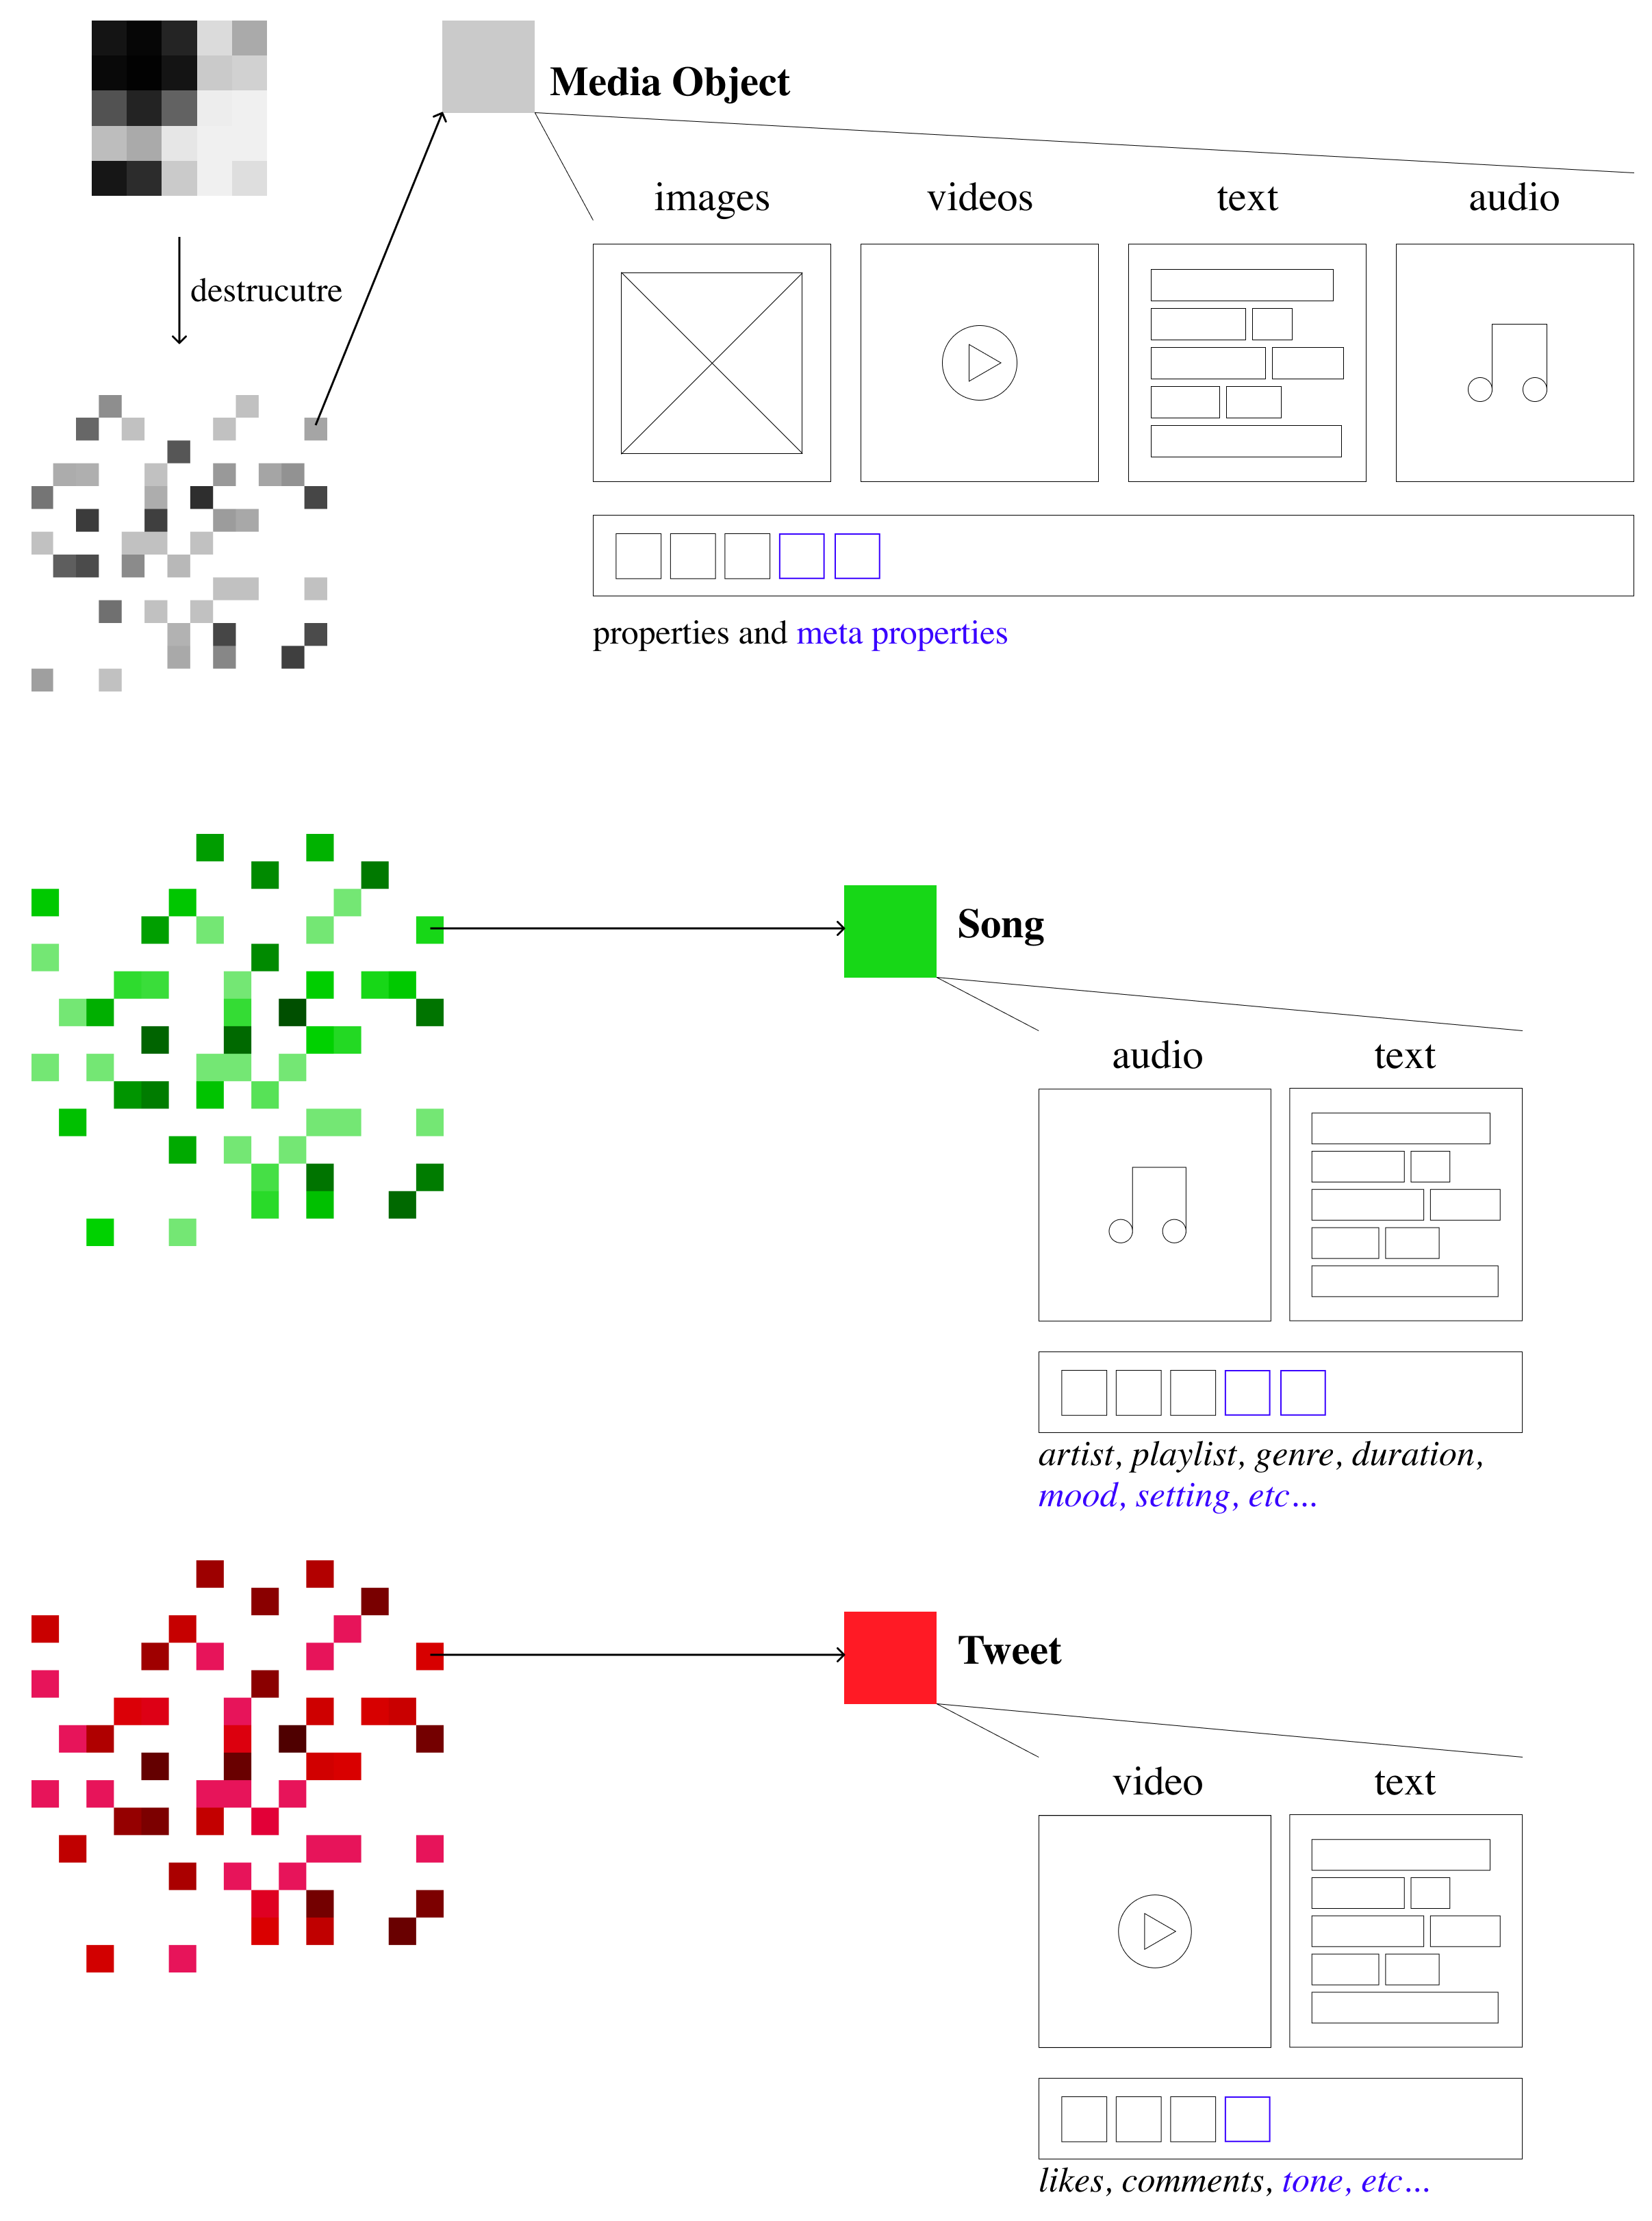 Media Object
images videos text audio
destrucutre
properties and meta properties
Song
audio text
artist, playlist, genre, duration,
mood, setting, etc...
Tweet
video text
likes, comments, tone, etc...